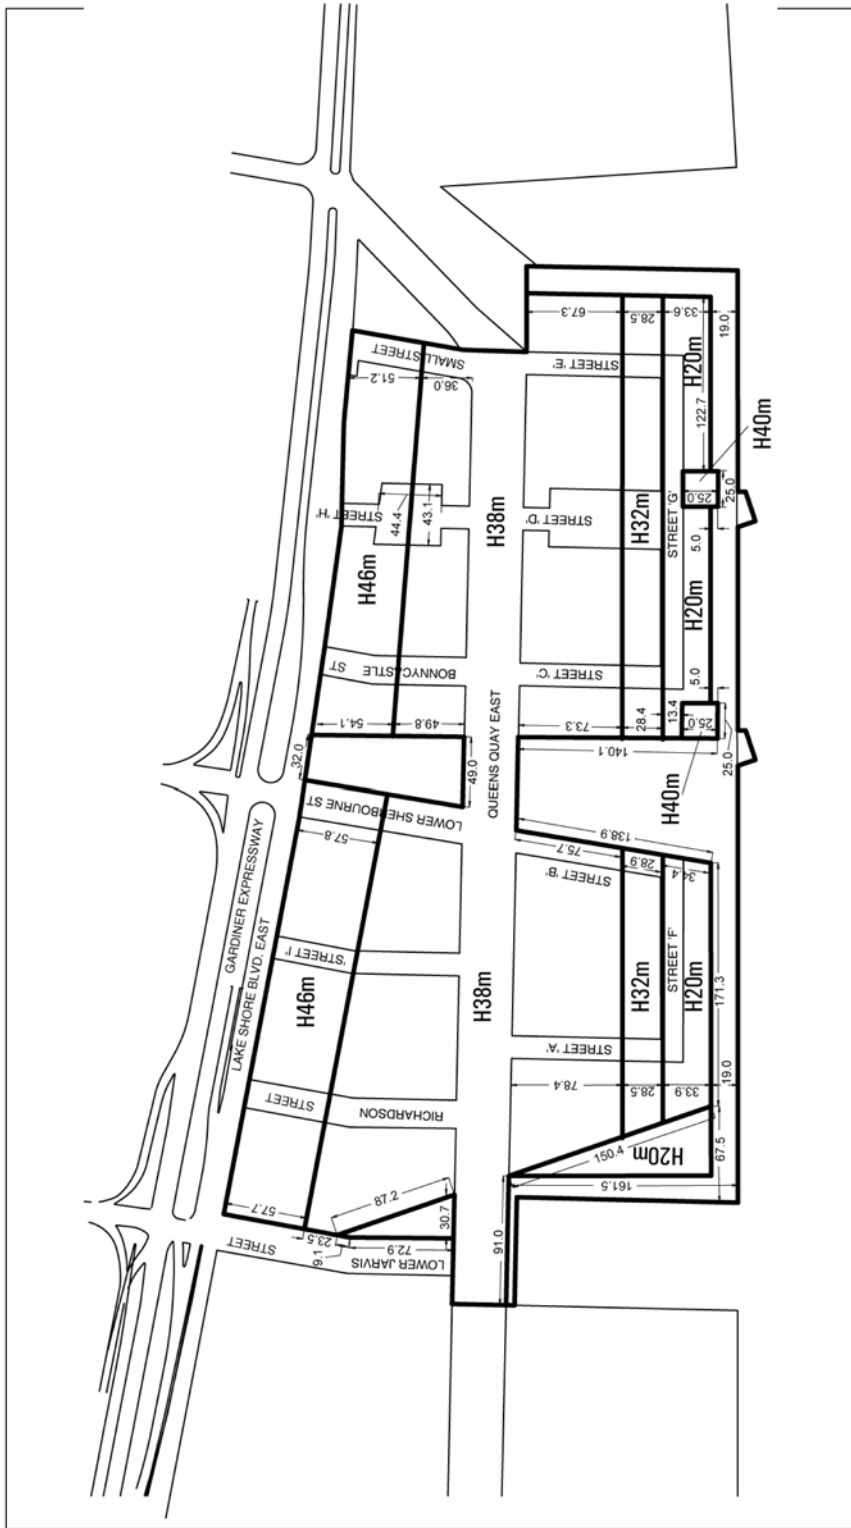 SMALL STREET
51.2
36.0
67.3
28.5
33.6
19.0
STREET 'E'
H20m
122.7
H40m
STREET 'H'
44.4
43.1
H46m
H38m
STREET 'D'
H32m
STREET 'G'
25.0
25.0
5.0
H20m
BONNYCASTLE ST
STREET 'C'
5.0
54.1
49.8
73.3
28.4
13.4
25.0
25.0
32.0
49.0
QUEENS QUAY EAST
140.1
H40m
GARDINER EXPRESSWAY
LAKE SHORE BLVD. EAST
LOWER SHERBOURNE ST
57.8
138.9
75.7
28.9
34.4
STREET 'B'
STREET 'I'
H46m
H38m
H32m
STREET 'F'
H20m
171.3
STREET 'A'
RICHARDSON STREET
78.4
28.5
33.9
19.0
H20m
150.4
67.5
161.5
57.7
87.2
30.7
23.5
9.1
72.9
91.0
LOWER JARVIS STREET